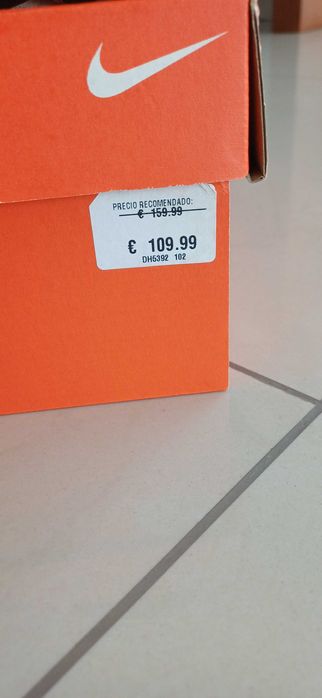 PRECIO RECOMENDADO:
€ 159.99
€ 109.99
DH5392 102